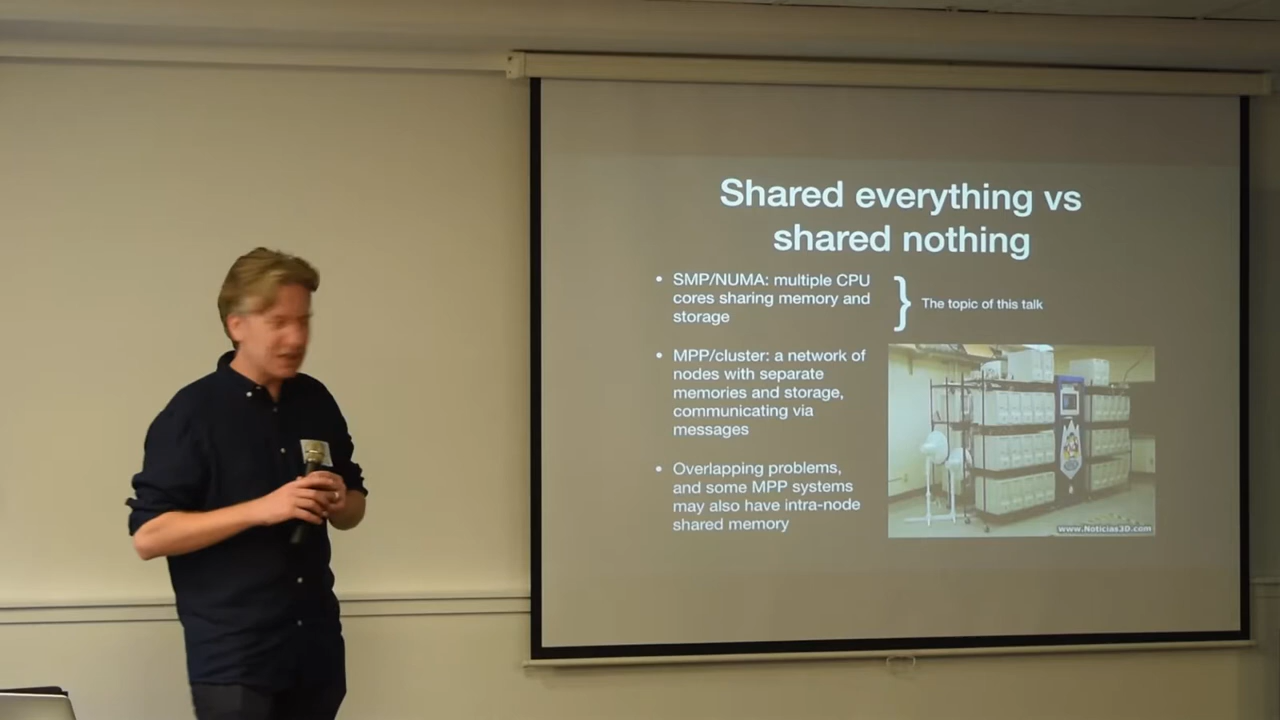 Shared everything vs
shared nothing
• SMP/NUMA: multiple CPU
cores sharing memory and
storage
} The topic of this talk
• MPP/cluster: a network of
nodes with separate
memories and storage,
communicating via
messages
• Overlapping problems,
and some MPP systems
may also have intra-node
shared memory
www.Noticias3D.com